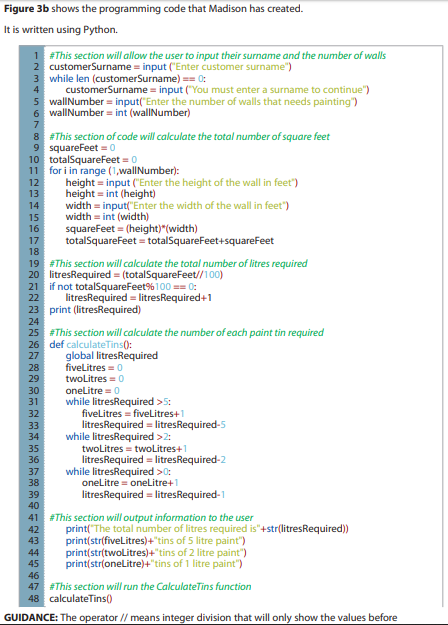 Figure 3b shows the programming code that Madison has created.
It is written using Python.
1 #This section will allow the user to input their surname and the number of walls
2 customerSurname = input ("Enter customer surname")
3 while len (customerSurname) == 0:
4 customerSurname = input ("You must enter a surname to continue")
5 wallNumber = input("Enter the number of walls that needs painting")
6 wallNumber = int (wallNumber)
7
8 #This section of code will calculate the total number of square feet
9 squareFeet = 0
10 totalSquareFeet = 0
11 for i in range (1,wallNumber):
12 height = input ("Enter the height of the wall in feet")
13 height = int (height)
14 width = input("Enter the width of the wall in feet")
15 width = int (width)
16 squareFeet = (height)*(width)
17 totalSquareFeet = totalSquareFeet+squareFeet
18
19 #This section will calculate the total number of litres required
20 litresRequired = (totalSquareFeet//100)
21 if not totalSquareFeet%100 == 0:
22 litresRequired = litresRequired+1
23 print (litresRequired)
24
25 #This section will calculate the number of each paint tin required
26 def calculateTins():
27 global litresRequired
28 fiveLitres = 0
29 twoLitres = 0
30 oneLitre = 0
31 while litresRequired >5:
32 fiveLitres = fiveLitres+1
33 litresRequired = litresRequired-5
34 while litresRequired >2:
35 twoLitres = twoLitres+1
36 litresRequired = litresRequired-2
37 while litresRequired >0:
38 oneLitre = oneLitre+1
39 litresRequired = litresRequired-1
40
41 #This section will output information to the user
42 print("The total number of litres required is"+str(litresRequired))
43 print(str(fiveLitres)+"tins of 5 litre paint")
44 print(str(twoLitres)+"tins of 2 litre paint")
45 print(str(oneLitre)+"tins of 1 litre paint")
46
47 #This section will run the CalculateTins function
48 calculateTins()
GUIDANCE: The operator // means integer division that will only show the values before